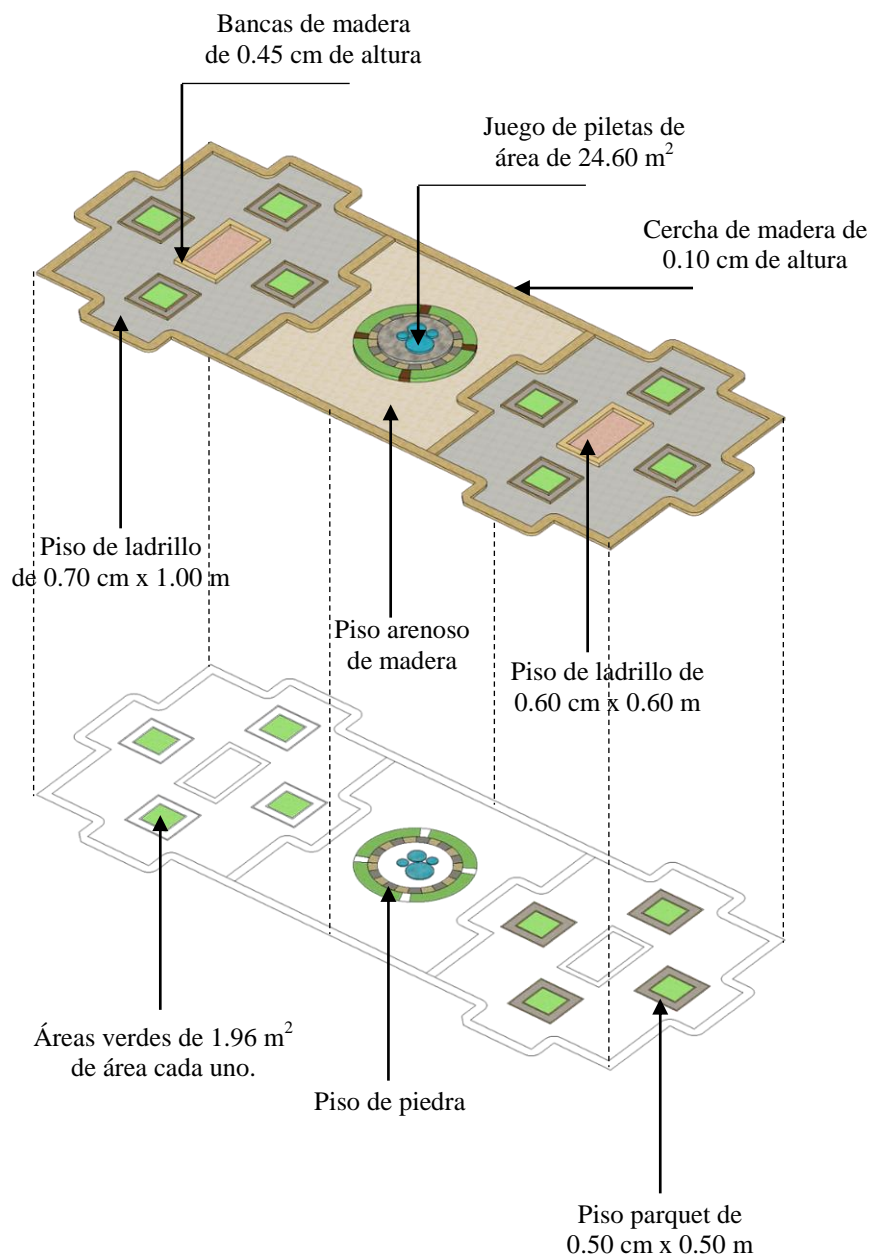 Bancas de madera
de 0.45 cm de altura
Juego de piletas de
área de 24.60 m²
Cercha de madera de
0.10 cm de altura
Piso de ladrillo
de 0.70 cm x 1.00 m
Piso arenoso
de madera
Piso de ladrillo de
0.60 cm x 0.60 m
Áreas verdes de 1.96 m²
de área cada uno.
Piso de piedra
Piso parquet de
0.50 cm x 0.50 m